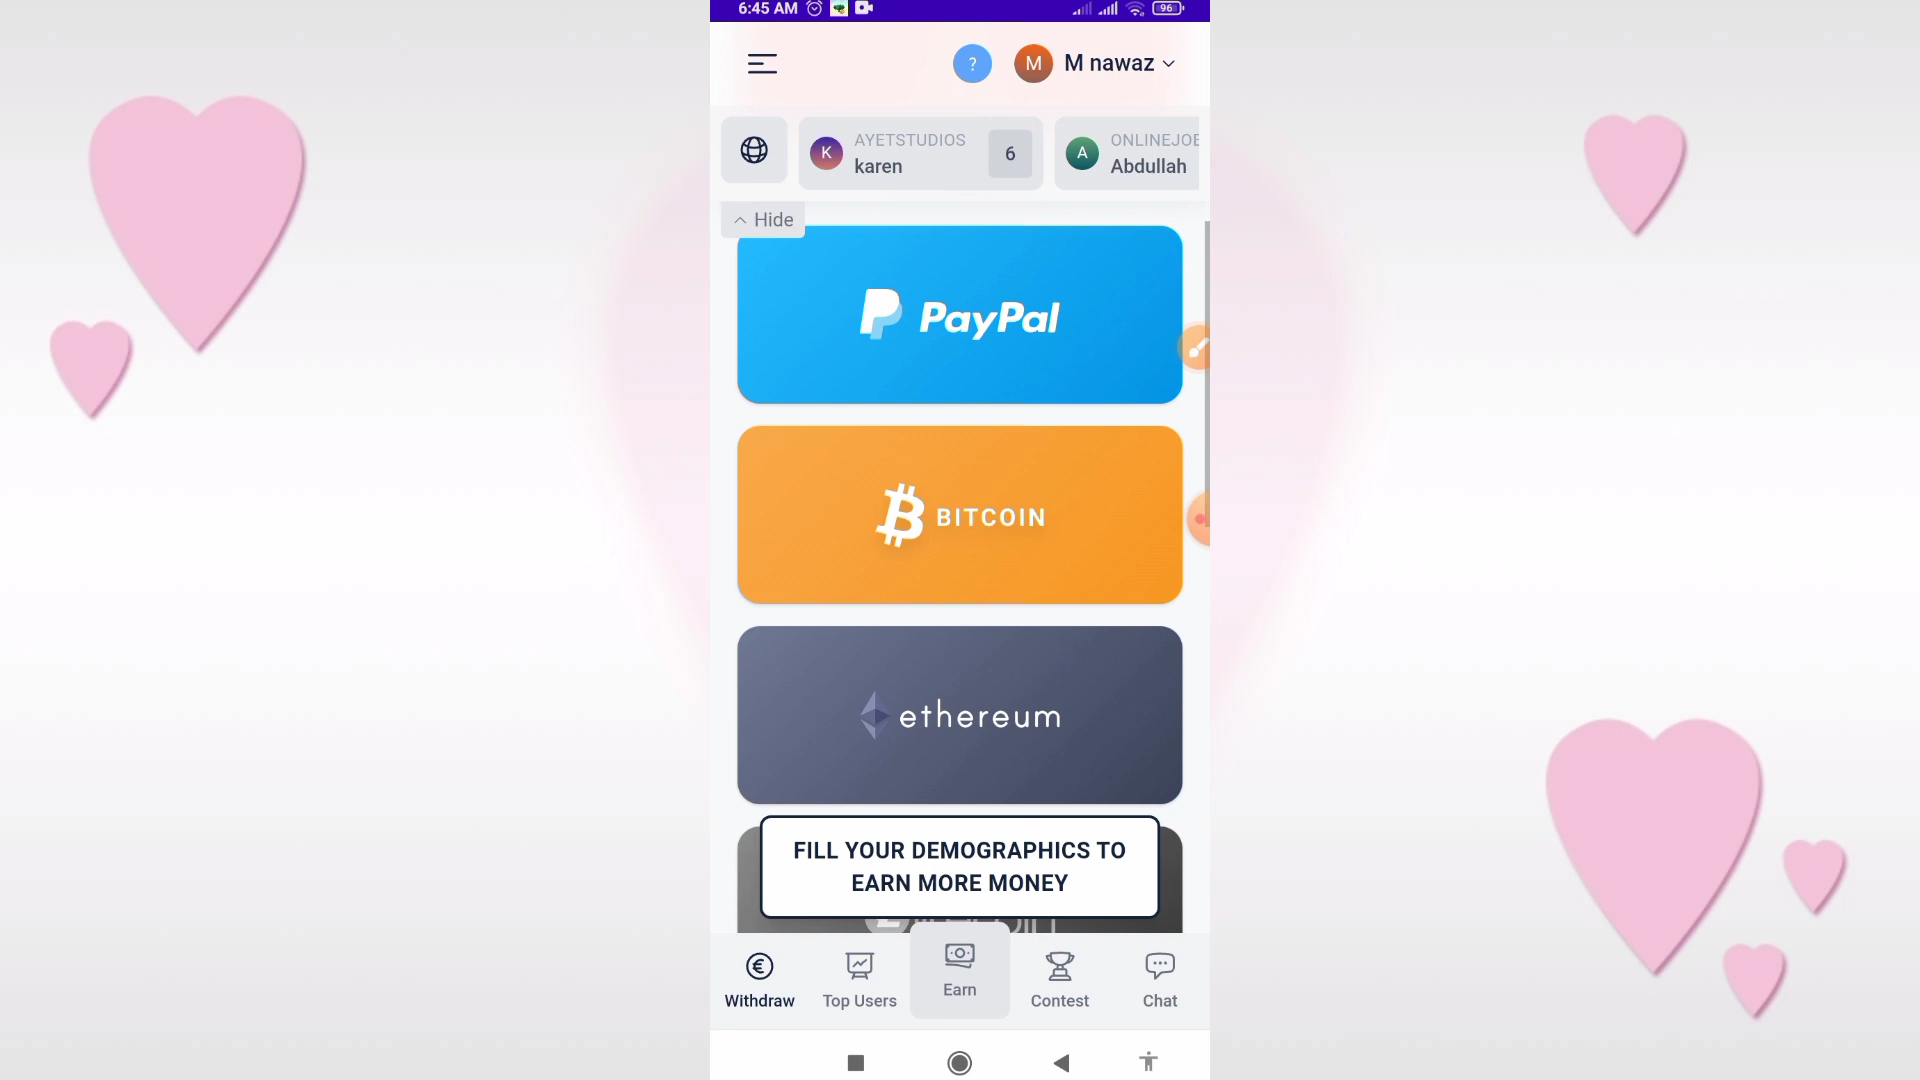 6:45 AM
96
?
M
M nawaz
K
AYETSTUDIOS
karen
6
A
ONLINEJOB
Abdullah
Hide
PayPal
BITCOIN
ethereum
FILL YOUR DEMOGRAPHICS TO
EARN MORE MONEY
Withdraw
Top Users
Earn
Contest
Chat